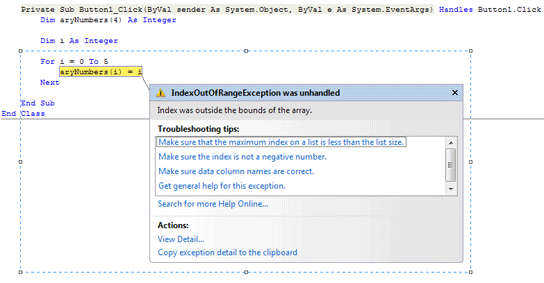 Private Sub Button1_Click(ByVal sender As System.Object, ByVal e As System.EventArgs) Handles Button1.Click
Dim aryNumbers(4) As Integer
Dim i As Integer
For i = 0 To 5
aryNumbers(i) = i
Next
End Sub
End Class
IndexOutOfRangeException was unhandled
Index was outside the bounds of the array.
Troubleshooting tips:
Make sure that the maximum index on a list is less than the list size.
Make sure the index is not a negative number.
Make sure data column names are correct.
Get general help for this exception.
Search for more Help Online...
Actions:
View Detail...
Copy exception detail to the clipboard